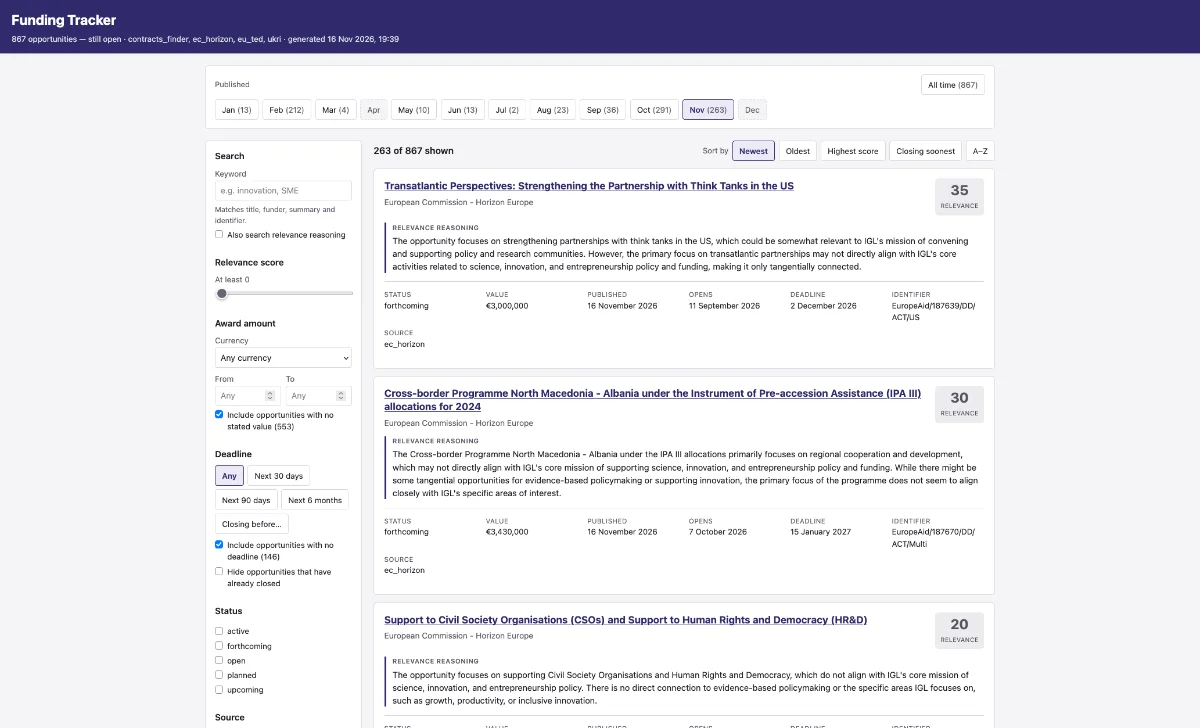 Funding Tracker
867 opportunities — still open · contracts_finder, ec_horizon, eu_ted, ukri · generated 16 Nov 2026, 19:39
Published
All time (867)
Jan (13)
Feb (212)
Mar (4)
Apr
May (10)
Jun (13)
Jul (2)
Aug (23)
Sep (36)
Oct (291)
Nov (263)
Dec
Search
Keyword
e.g. innovation, SME
Matches title, funder, summary and
identifier.
Also search relevance reasoning
Relevance score
At least 0
Award amount
Currency
Any currency
From
To
Any
Any
Include opportunities with no
stated value (553)
Deadline
Any
Next 30 days
Next 90 days
Next 6 months
Closing before...
Include opportunities with no
deadline (146)
Hide opportunities that have
already closed
Status
active
forthcoming
open
planned
upcoming
Source
263 of 867 shown
Sort by
Newest
Oldest
Highest score
Closing soonest
A–Z
Transatlantic Perspectives: Strengthening the Partnership with Think Tanks in the US
European Commission - Horizon Europe
35
RELEVANCE
RELEVANCE REASONING
The opportunity focuses on strengthening partnerships with think tanks in the US, which could be somewhat relevant to IGL's mission of convening
and supporting policy and research communities. However, the primary focus on transatlantic partnerships may not directly align with IGL's core
activities related to science, innovation, and entrepreneurship policy and funding, making it only tangentially connected.
STATUS
forthcoming
VALUE
€3,000,000
PUBLISHED
16 November 2026
OPENS
11 September 2026
DEADLINE
2 December 2026
IDENTIFIER
EuropeAid/187639/DD/
ACT/US
SOURCE
ec_horizon
Cross-border Programme North Macedonia - Albania under the Instrument of Pre-accession Assistance (IPA III)
allocations for 2024
European Commission - Horizon Europe
30
RELEVANCE
RELEVANCE REASONING
The Cross-border Programme North Macedonia - Albania under the IPA III allocations primarily focuses on regional cooperation and development,
which may not directly align with IGL's core mission of supporting science, innovation, and entrepreneurship policy and funding. While there might be
some tangential opportunities for evidence-based policymaking or supporting innovation, the primary focus of the programme does not seem to align
closely with IGL's specific areas of interest.
STATUS
forthcoming
VALUE
€3,430,000
PUBLISHED
16 November 2026
OPENS
7 October 2026
DEADLINE
15 January 2027
IDENTIFIER
EuropeAid/187670/DD/
ACT/Multi
SOURCE
ec_horizon
Support to Civil Society Organisations (CSOs) and Support to Human Rights and Democracy (HR&D)
European Commission - Horizon Europe
20
RELEVANCE
RELEVANCE REASONING
The opportunity focuses on supporting Civil Society Organisations and Human Rights and Democracy, which do not align with IGL's core mission of
science, innovation, and entrepreneurship policy. There is no direct connection to evidence-based policymaking or the specific areas IGL focuses on,
such as growth, productivity, or inclusive innovation.